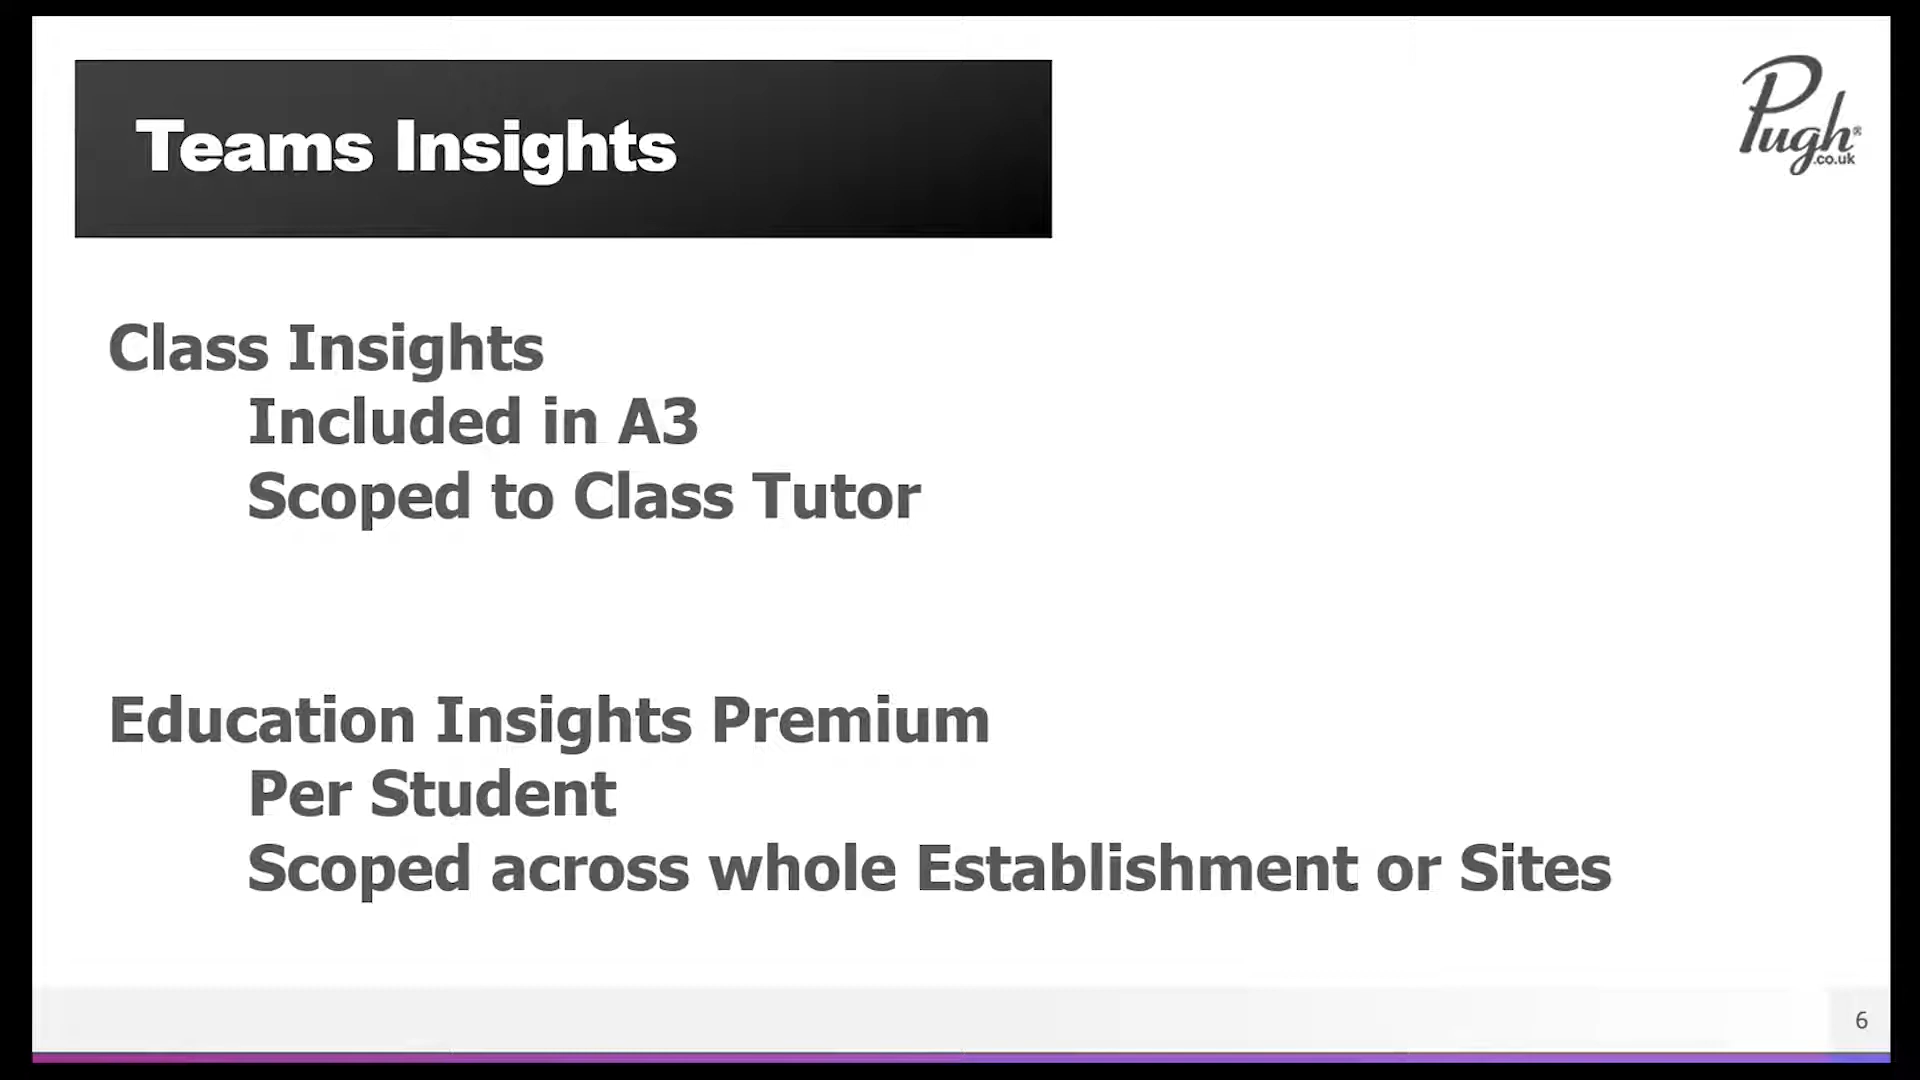 Teams Insights
Pugh®
.co.uk
Class Insights
Included in A3
Scoped to Class Tutor
Education Insights Premium
Per Student
Scoped across whole Establishment or Sites
6